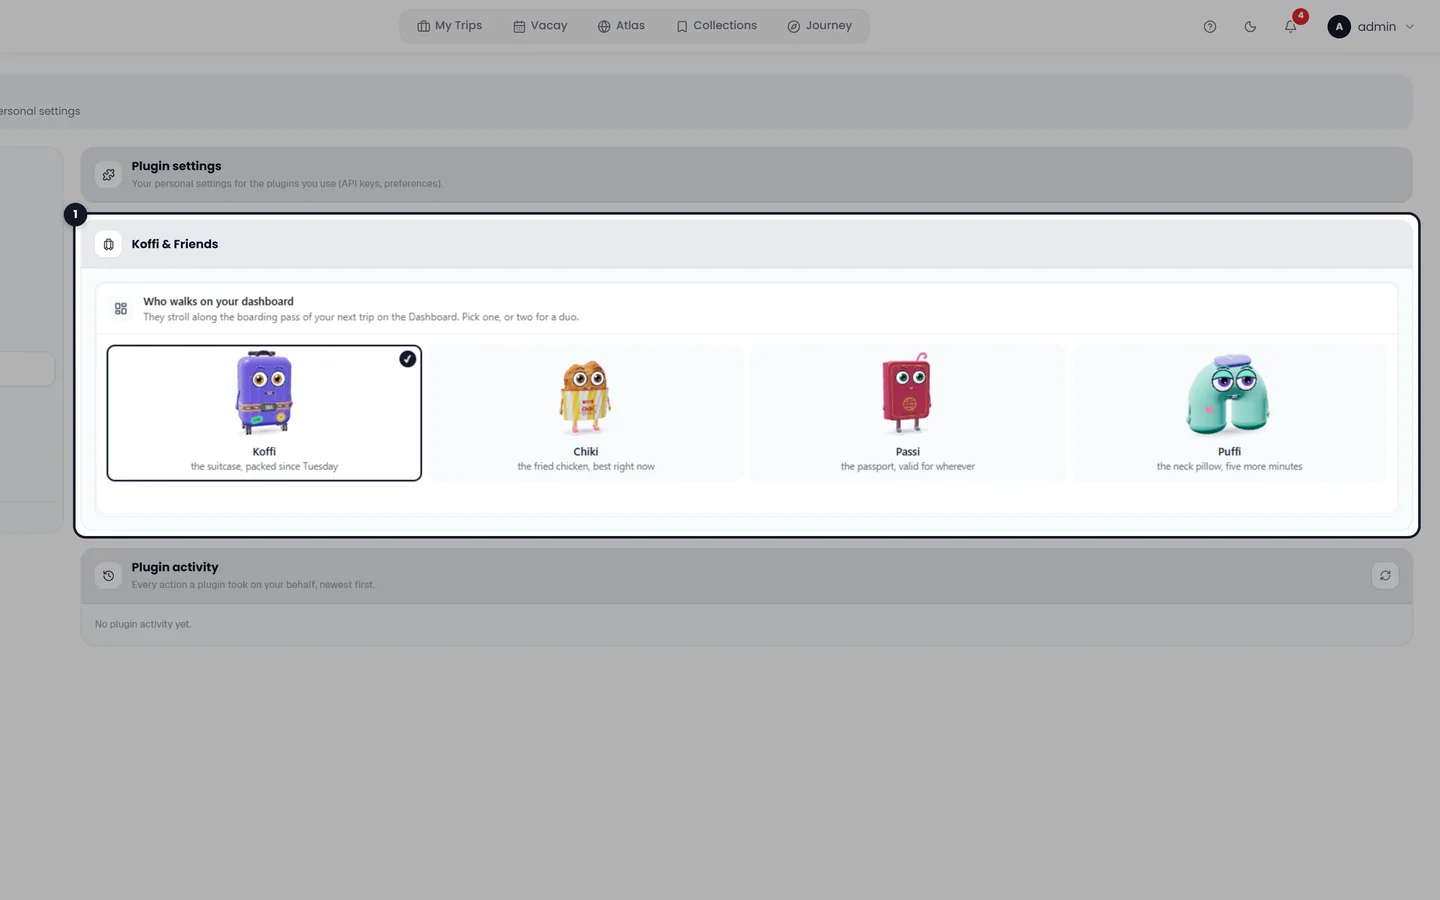 My Trips
Vacay
Atlas
Collections
Journey
4
A
admin
ersonal settings
Plugin settings
Your personal settings for the plugins you use (API keys, preferences).
1
Koffi & Friends
Who walks on your dashboard
They stroll along the boarding pass of your next trip on the Dashboard. Pick one, or two for a duo.
Koffi
the suitcase, packed since Tuesday
Chiki
the fried chicken, best right now
Passi
the passport, valid for wherever
Puffi
the neck pillow, five more minutes
Plugin activity
Every action a plugin took on your behalf, newest first.
No plugin activity yet.